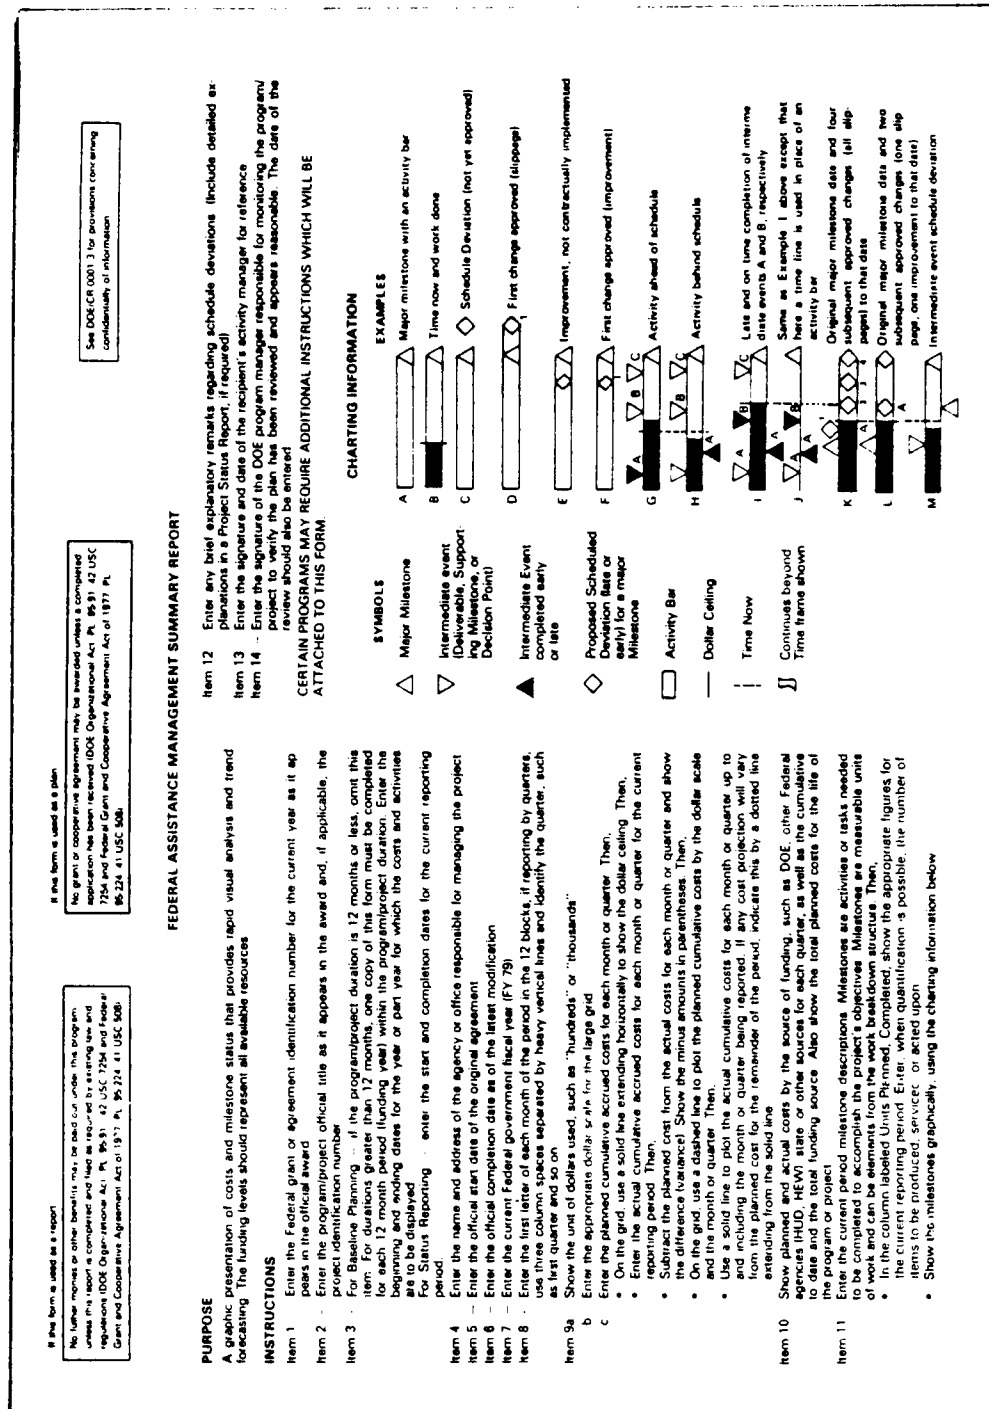 If this form is used as a report
No further monies or other benefits may be paid out under this program
unless this report is completed and filed as required by existing law and
regulations (DOE Organizational Act PL 95-91 42 USC 7254 and Federal
Grant and Cooperative Agreement Act of 1977 PL 95-224 41 USC 508)
If this form is used as a plan
No grant or cooperative agreement may be awarded unless a completed
application has been received (DOE Organizational Act PL 95-91 42 USC
7254 and Federal Grant and Cooperative Agreement Act of 1977 PL
95-224 41 USC 508)
See DOE/CR 0001 3 for provisions concerning
confidentiality of information
FEDERAL ASSISTANCE MANAGEMENT SUMMARY REPORT
PURPOSE
A graphic presentation of costs and milestone status that provides rapid visual analysis and trend
forecasting The funding levels should represent all available resources
INSTRUCTIONS
Item 1 Enter the Federal grant or agreement identification number for the current year as it ap
pears in the official award
Item 2 - Enter the program/project official title as it appears in the award and, if applicable, the
project identification number
Item 3 - For Baseline Planning - if the program/project duration is 12 months or less, omit this
item. For durations greater than 12 months, one copy of this form must be completed
for each 12 month period (funding year) within the program/project duration. Enter the
beginning and ending dates for the year or part year for which the costs and activities
are to be displayed
For Status Reporting - enter the start and completion dates for the current reporting
period.
Item 4 Enter the name and address of the agency or office responsible for managing the project
Item 5 - Enter the official start date of the original agreement
Item 6 - Enter the official completion date as of the latest modification
Item 7 - Enter the current Federal government fiscal year (FY 79)
Item 8 - Enter the first letter of each month of the period in the 12 blocks, if reporting by quarters,
use three column spaces separated by heavy vertical lines and identify the quarter, such
as first quarter and so on
Item 9a Show the unit of dollars used, such as "hundreds" or "thousands"
b Enter the appropriate dollar scale for the large grid
c Enter the planned cumulative accrued costs for each month or quarter Then,
• On the grid, use a solid line extending horizontally to show the dollar ceiling Then,
• Enter the actual cumulative accrued costs for each month or quarter for the current
reporting period Then,
• Subtract the planned cost from the actual costs for each month or quarter and show
the difference (variance) Show the minus amounts in parentheses. Then,
• On the grid, use a dashed line to plot the planned cumulative costs by the dollar scale
and the month or quarter Then,
• Use a solid line to plot the actual cumulative costs for each month or quarter up to
and including the month or quarter being reported. If any cost projection will vary
from the planned cost for the remainder of the period, indicate this by a dotted line
extending from the solid line
Item 10 Show planned and actual costs by the source of funding, such as DOE, other Federal
agencies (HUD, HEW) state or other sources for each quarter, as well as the cumulative
to date and the total funding source Also show the total planned costs for the life of
the program or project
Item 11 Enter the current period milestone descriptions Milestones are activities or tasks needed
to be completed to accomplish the project's objectives Milestones are measurable units
of work and can be elements from the work breakdown structure. Then,
• In the column labeled Units Planned, Completed, show the appropriate figures for
the current reporting period Enter, when quantification is possible, the number of
items to be produced, serviced or acted upon
• Show the milestones graphically, using the charting information below
Item 12 Enter any brief explanatory remarks regarding schedule deviations (Include detailed ex-
planations in a Project Status Report, if required)
Item 13 Enter the signature and date of the recipient's activity manager for reference
Item 14 - Enter the signature of the DOE program manager responsible for monitoring the program/
project to verify the plan has been reviewed and appears reasonable. The date of the
review should also be entered
CERTAIN PROGRAMS MAY REQUIRE ADDITIONAL INSTRUCTIONS WHICH WILL BE
ATTACHED TO THIS FORM.
CHARTING INFORMATION
SYMBOLS
Major Milestone
Intermediate event
(Deliverable, Support-
ing Milestone, or
Decision Point)
Intermediate Event
completed early
or late
Proposed Scheduled
Deviation (late or
early) for a major
Milestone
Activity Bar
Dollar Ceiling
Time Now
Continues beyond
Time frame shown
EXAMPLES
A Major milestone with an activity bar
B Time now and work done
C Schedule Deviation (not yet approved)
D 1 First change approved (slippage)
E Improvement, not contractually implemented
F First change approved (improvement)
G A B C Activity ahead of schedule
H A B C Activity behind schedule
A
I A B C Late and on time completion of interme
diate events A and B, respectively
J A B C Same as Example I above except that
here a time line is used in place of an
activity bar
K Original major milestone date and four
subsequent approved changes (all slip-
pages) to that date
L Original major milestone data and two
subsequent approved changes (one slip
page, one improvement to that date)
M A Intermediate event schedule deviation